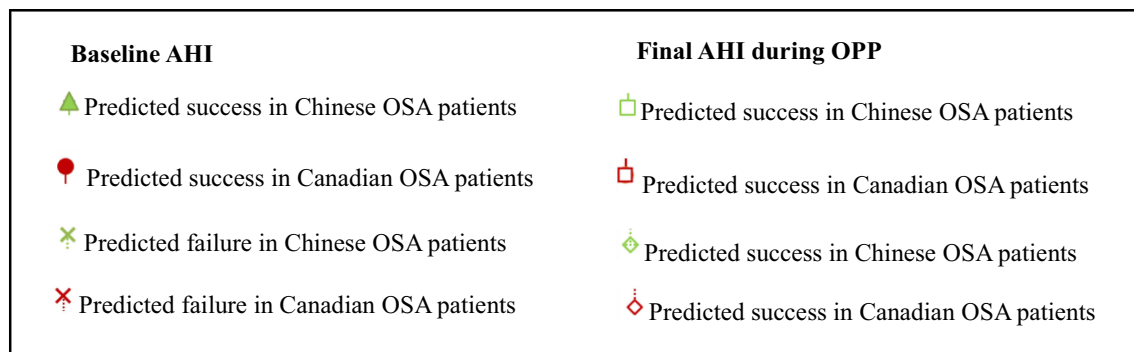 Baseline AHI
Predicted success in Chinese OSA patients
Predicted success in Canadian OSA patients
Predicted failure in Chinese OSA patients
Predicted failure in Canadian OSA patients
Final AHI during OPP
Predicted success in Chinese OSA patients
Predicted success in Canadian OSA patients
Predicted success in Chinese OSA patients
Predicted success in Canadian OSA patients